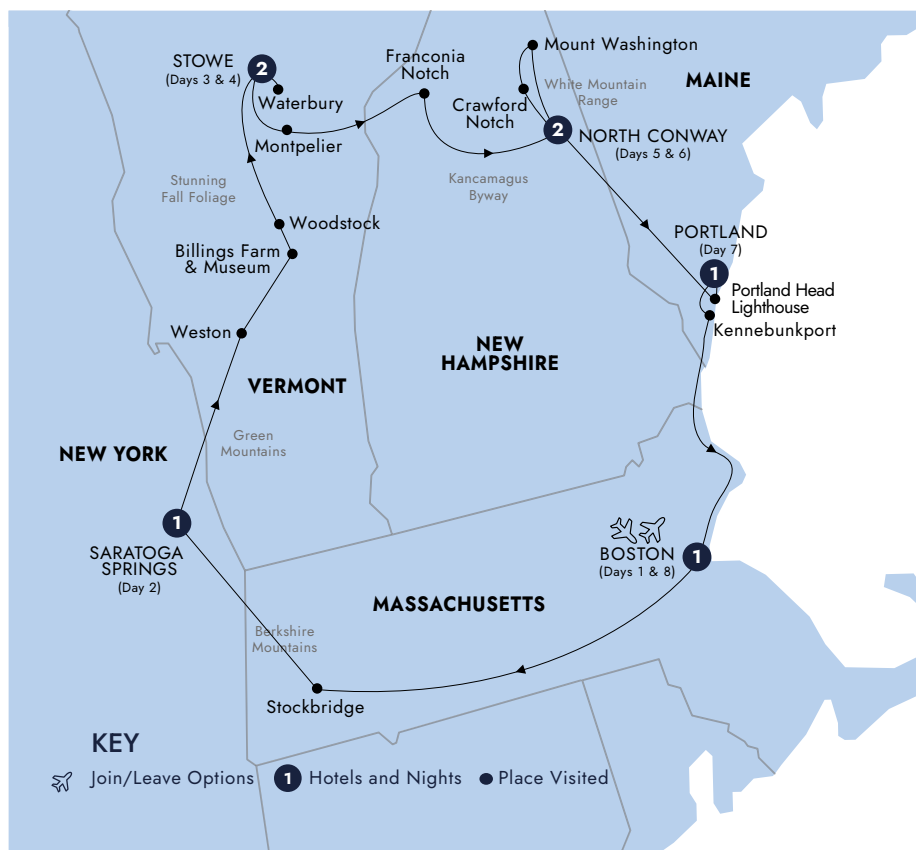 STOWE
(Days 3 & 4)
2
Waterbury
Montpelier
Franconia
Notch
Mount Washington
White Mountain
Range
Crawford
Notch
MAINE
2
NORTH CONWAY
(Days 5 & 6)
Kancamagus
Byway
Stunning
Fall Foliage
Woodstock
Billings Farm
& Museum
PORTLAND
(Day 7)
1
Portland Head
Lighthouse
Kennebunkport
Weston
NEW
HAMPSHIRE
VERMONT
Green
Mountains
NEW YORK
1
SARATOGA
SPRINGS
(Day 2)
BOSTON
(Days 1 & 8)
1
MASSACHUSETTS
Berkshire
Mountains
Stockbridge
KEY
Join/Leave Options
1 Hotels and Nights
Place Visited